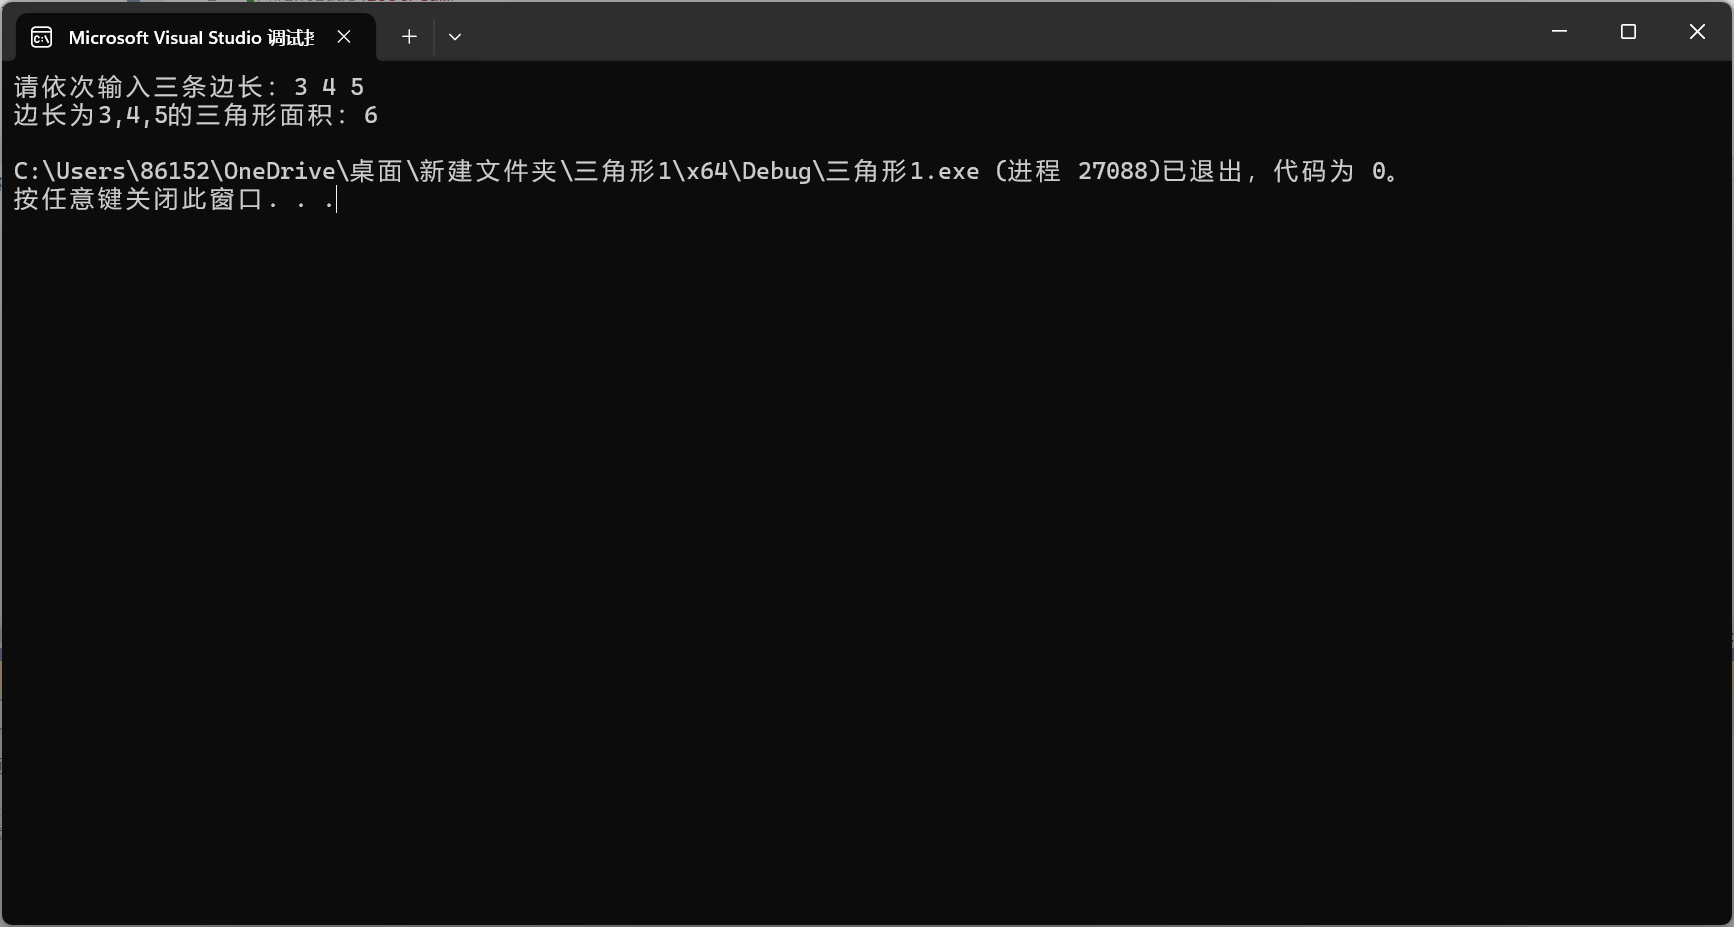 Microsoft Visual Studio 调试
请依次输入三条边长: 3 4 5
边长为3,4,5的三角形面积: 6
C:\Users\86152\OneDrive\桌面\新建文件夹\三角形1\x64\Debug\三角形1.exe (进程 27088)已退出，代码为 0。
按任意键关闭此窗口. . .